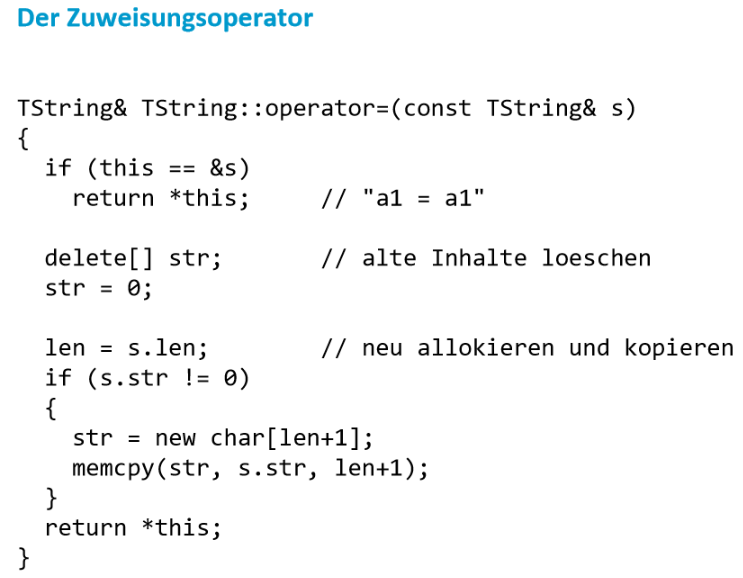 Der Zuweisungsoperator
TString& TString::operator=(const TString& s)
{
  if (this == &s)
    return *this;     // "a1 = a1"
  delete[] str;       // alte Inhalte loeschen
  str = 0;
  len = s.len;        // neu allokieren und kopieren
  if (s.str != 0)
  {
    str = new char[len+1];
    memcpy(str, s.str, len+1);
  }
  return *this;
}